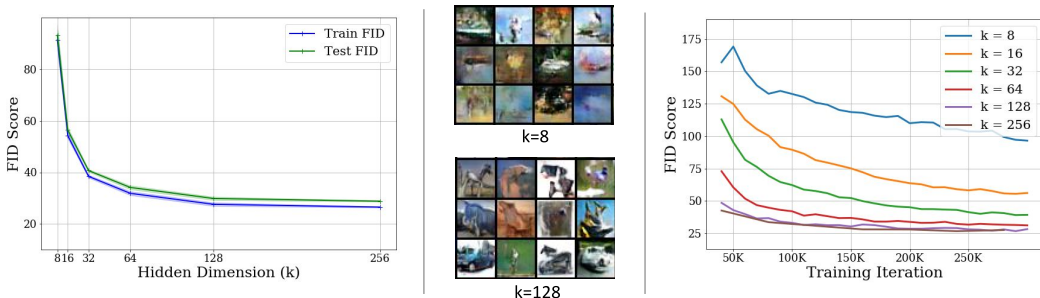 FID Score
80
60
40
20
Train FID
Test FID
8 16 32 64 128 256
Hidden Dimension (k)
k=8
k=128
FID Score
175
150
125
100
75
50
25
k = 8
k = 16
k = 32
k = 64
k = 128
k = 256
50K 100K 150K 200K 250K
Training Iteration